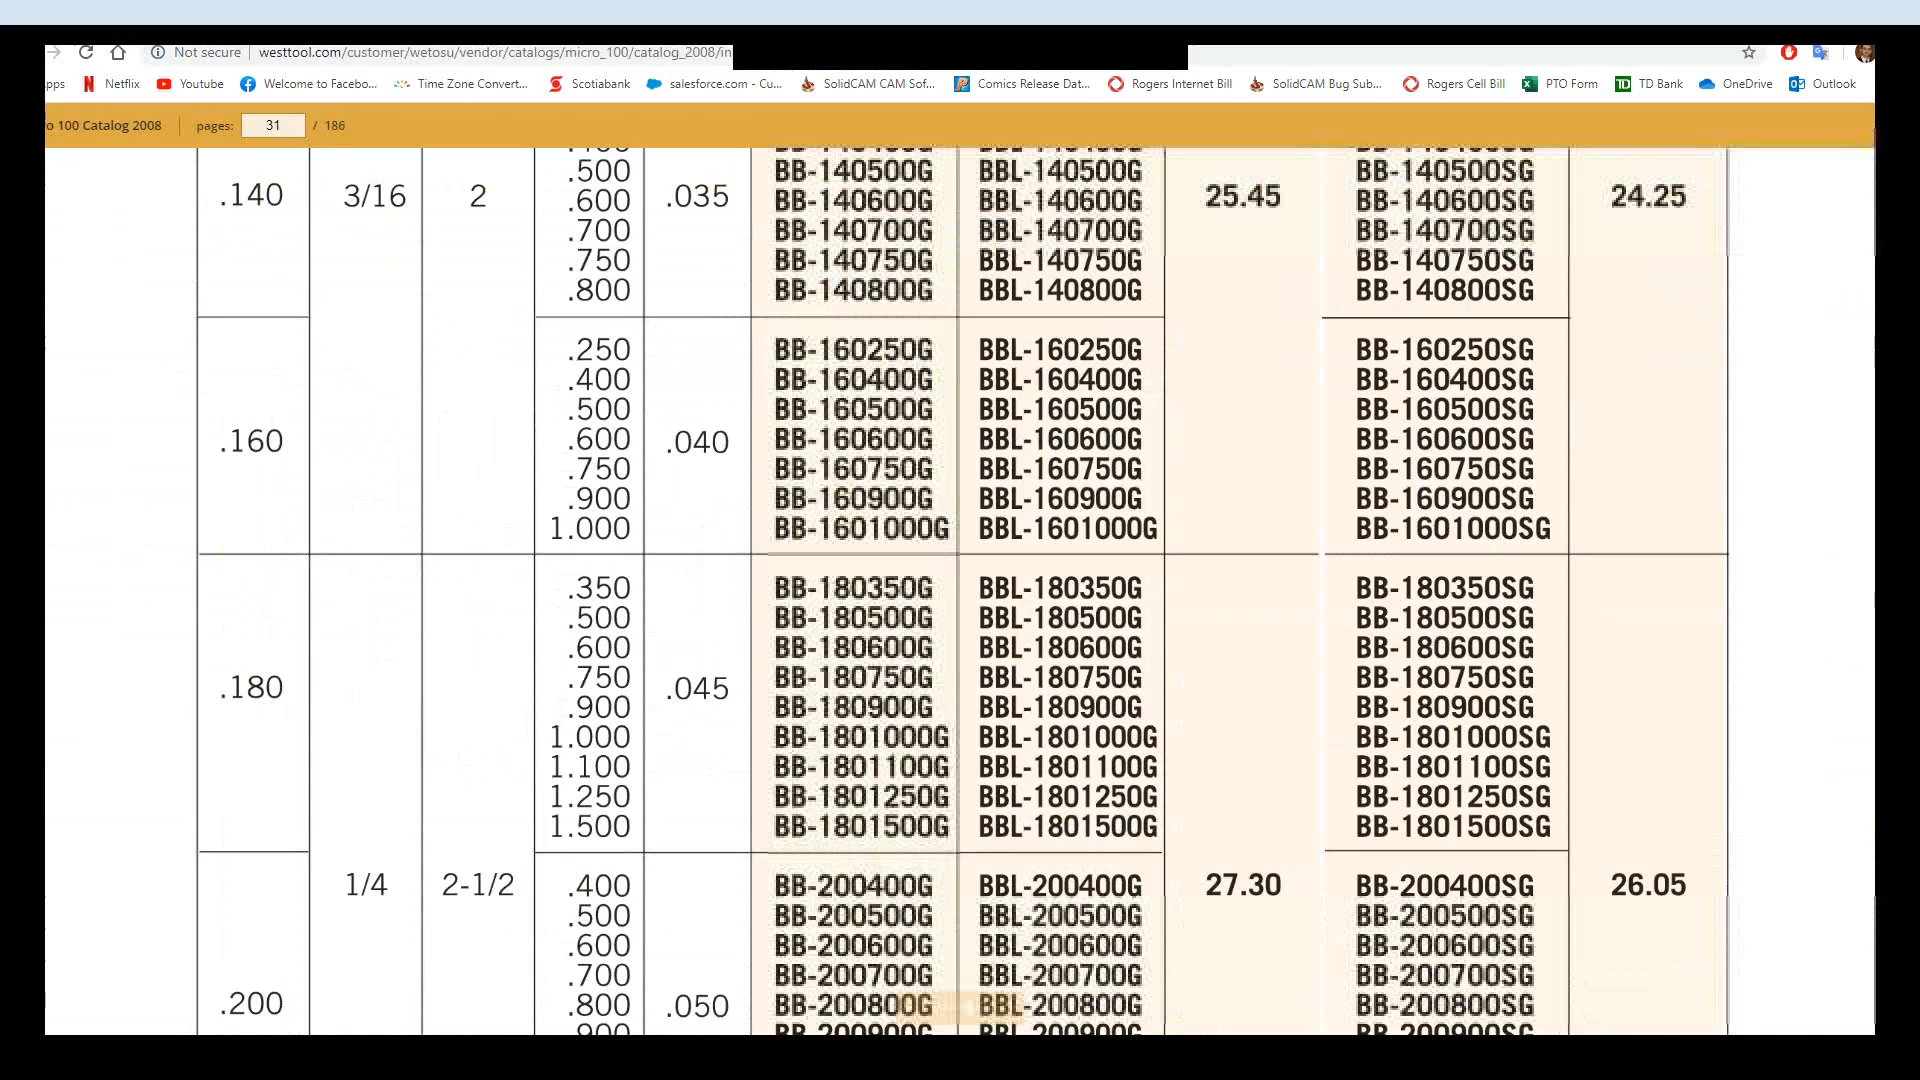 Not secure westtool.com/customer/wetosu/vendor/catalogs/micro_100/catalog_2008/in
pps Netflix Youtube Welcome to Facebo... Time Zone Convert... Scotiabank salesforce.com - Cu... SolidCAM CAM Sof... Comics Release Dat... Rogers Internet Bill SolidCAM Bug Sub... Rogers Cell Bill PTO Form TD Bank OneDrive Outlook
o 100 Catalog 2008 pages: 31 / 186
.500 BB-140500G BBL-140500G BB-140500SG
.140 3/16 2 .600 .035 BB-140600G BBL-140600G 25.45 BB-140600SG 24.25
.700 BB-140700G BBL-140700G BB-140700SG
.750 BB-140750G BBL-140750G BB-140750SG
.800 BB-140800G BBL-140800G BB-140800SG
.250 BB-160250G BBL-160250G BB-160250SG
.400 BB-160400G BBL-160400G BB-160400SG
.500 BB-160500G BBL-160500G BB-160500SG
.160 .600 .040 BB-160600G BBL-160600G BB-160600SG
.750 BB-160750G BBL-160750G BB-160750SG
.900 BB-160900G BBL-160900G BB-160900SG
1.000 BB-1601000G BBL-1601000G BB-1601000SG
.350 BB-180350G BBL-180350G BB-180350SG
.500 BB-180500G BBL-180500G BB-180500SG
.600 BB-180600G BBL-180600G BB-180600SG
.180 .750 .045 BB-180750G BBL-180750G BB-180750SG
.900 BB-180900G BBL-180900G BB-180900SG
1.000 BB-1801000G BBL-1801000G BB-1801000SG
1.100 BB-1801100G BBL-1801100G BB-1801100SG
1.250 BB-1801250G BBL-1801250G BB-1801250SG
1.500 BB-1801500G BBL-1801500G BB-1801500SG
1/4 2-1/2 .400 BB-200400G BBL-200400G 27.30 BB-200400SG 26.05
.500 BB-200500G BBL-200500G BB-200500SG
.600 BB-200600G BBL-200600G BB-200600SG
.700 BB-200700G BBL-200700G BB-200700SG
.200 .800 .050 BB-200800G BBL-200800G BB-200800SG
.900 BB-200900G BBL-200900G BB-200900SG